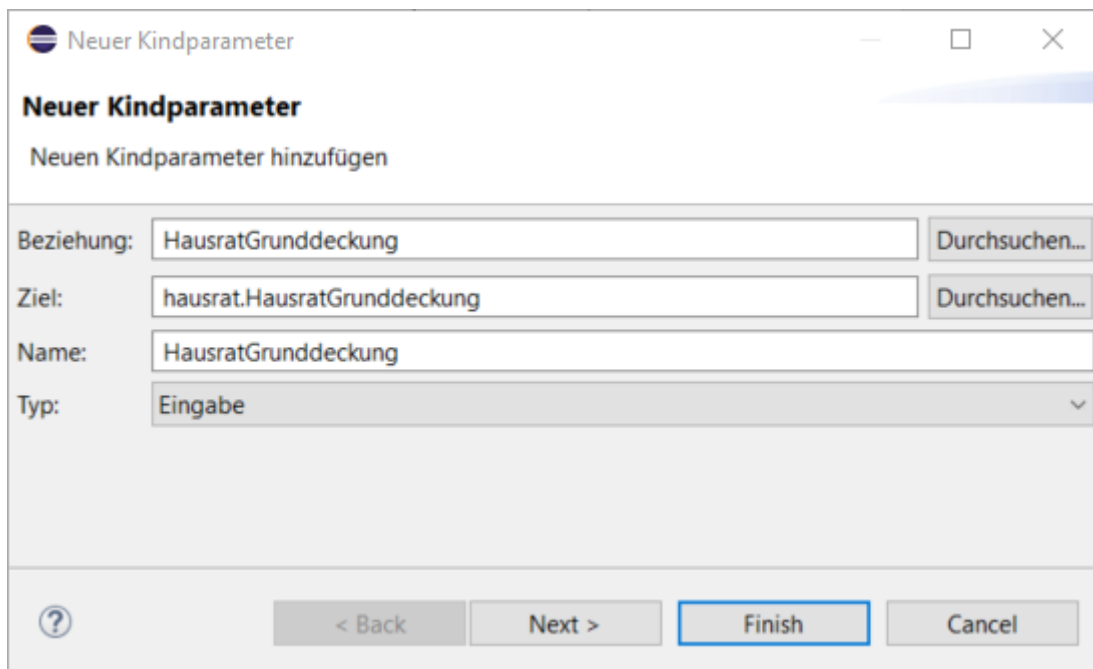 Neuer Kindparameter
Neuer Kindparameter
Neuen Kindparameter hinzufügen
Beziehung: HausratGrunddeckung Durchsuchen...
Ziel: hausrat.HausratGrunddeckung Durchsuchen...
Name: HausratGrunddeckung
Typ: Eingabe
? < Back Next > Finish Cancel